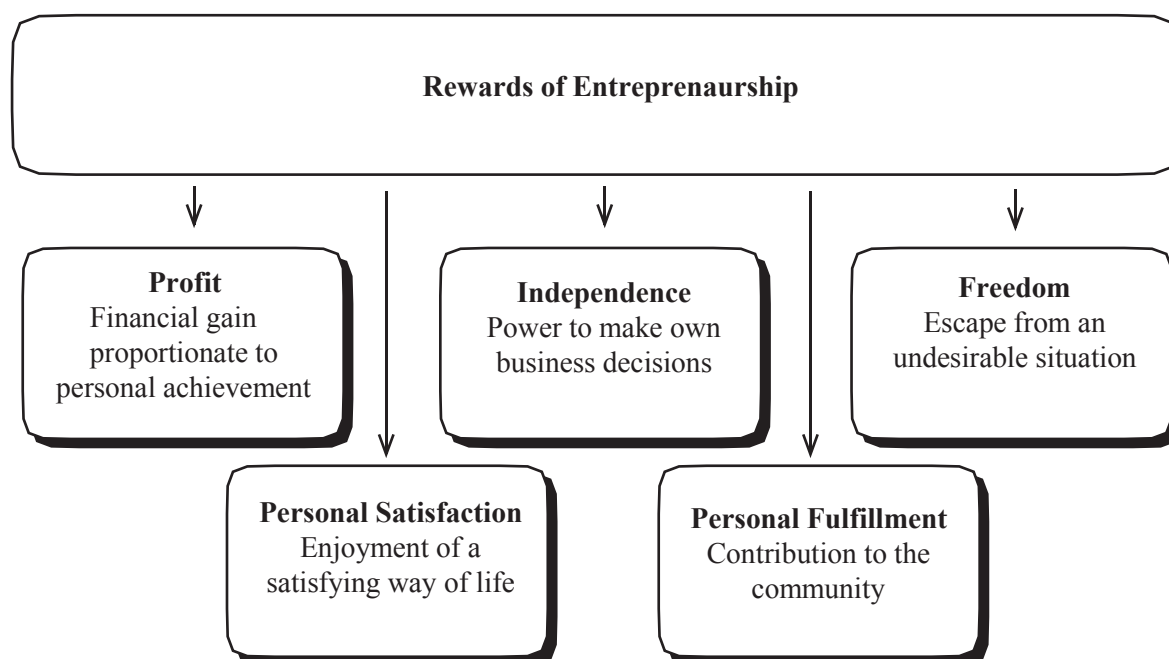 Rewards of Entreprenaurship
Profit
Financial gain
proportionate to
personal achievement
Independence
Power to make own
business decisions
Freedom
Escape from an
undesirable situation
Personal Satisfaction
Enjoyment of a
satisfying way of life
Personal Fulfillment
Contribution to the
community